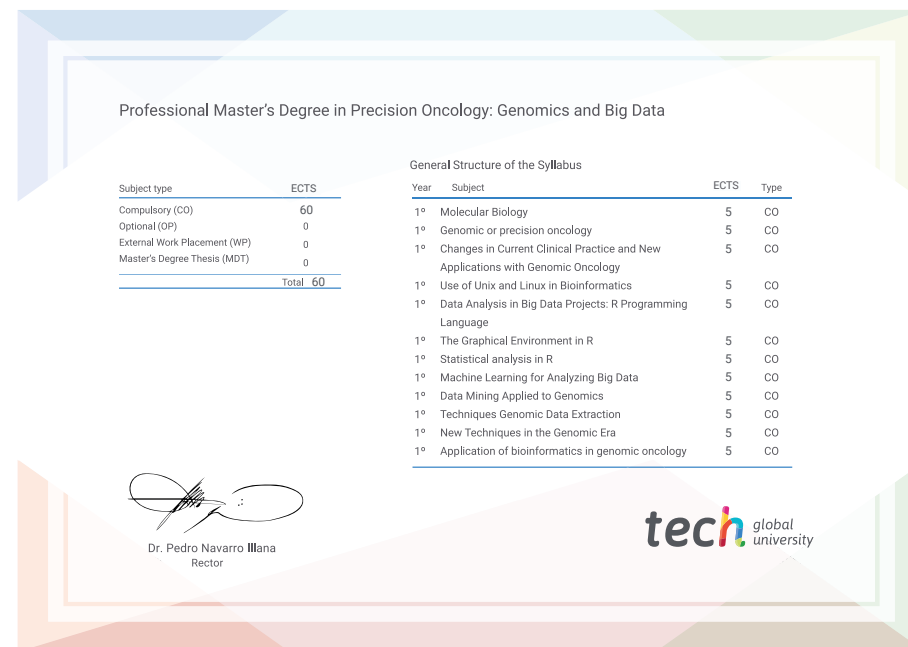 Professional Master's Degree in Precision Oncology: Genomics and Big Data
Subject type ECTS
Compulsory (CO) 60
Optional (OP) 0
External Work Placement (WP) 0
Master's Degree Thesis (MDT) 0
Total 60
General Structure of the Syllabus
Year Subject ECTS Type
1º Molecular Biology 5 CO
1º Genomic or precision oncology 5 CO
1º Changes in Current Clinical Practice and New 5 CO
Applications with Genomic Oncology
1º Use of Unix and Linux in Bioinformatics 5 CO
1º Data Analysis in Big Data Projects: R Programming 5 CO
Language
1º The Graphical Environment in R 5 CO
1º Statistical analysis in R 5 CO
1º Machine Learning for Analyzing Big Data 5 CO
1º Data Mining Applied to Genomics 5 CO
1º Techniques Genomic Data Extraction 5 CO
1º New Techniques in the Genomic Era 5 CO
1º Application of bioinformatics in genomic oncology 5 CO
Dr. Pedro Navarro Illana
Rector
tech global
university